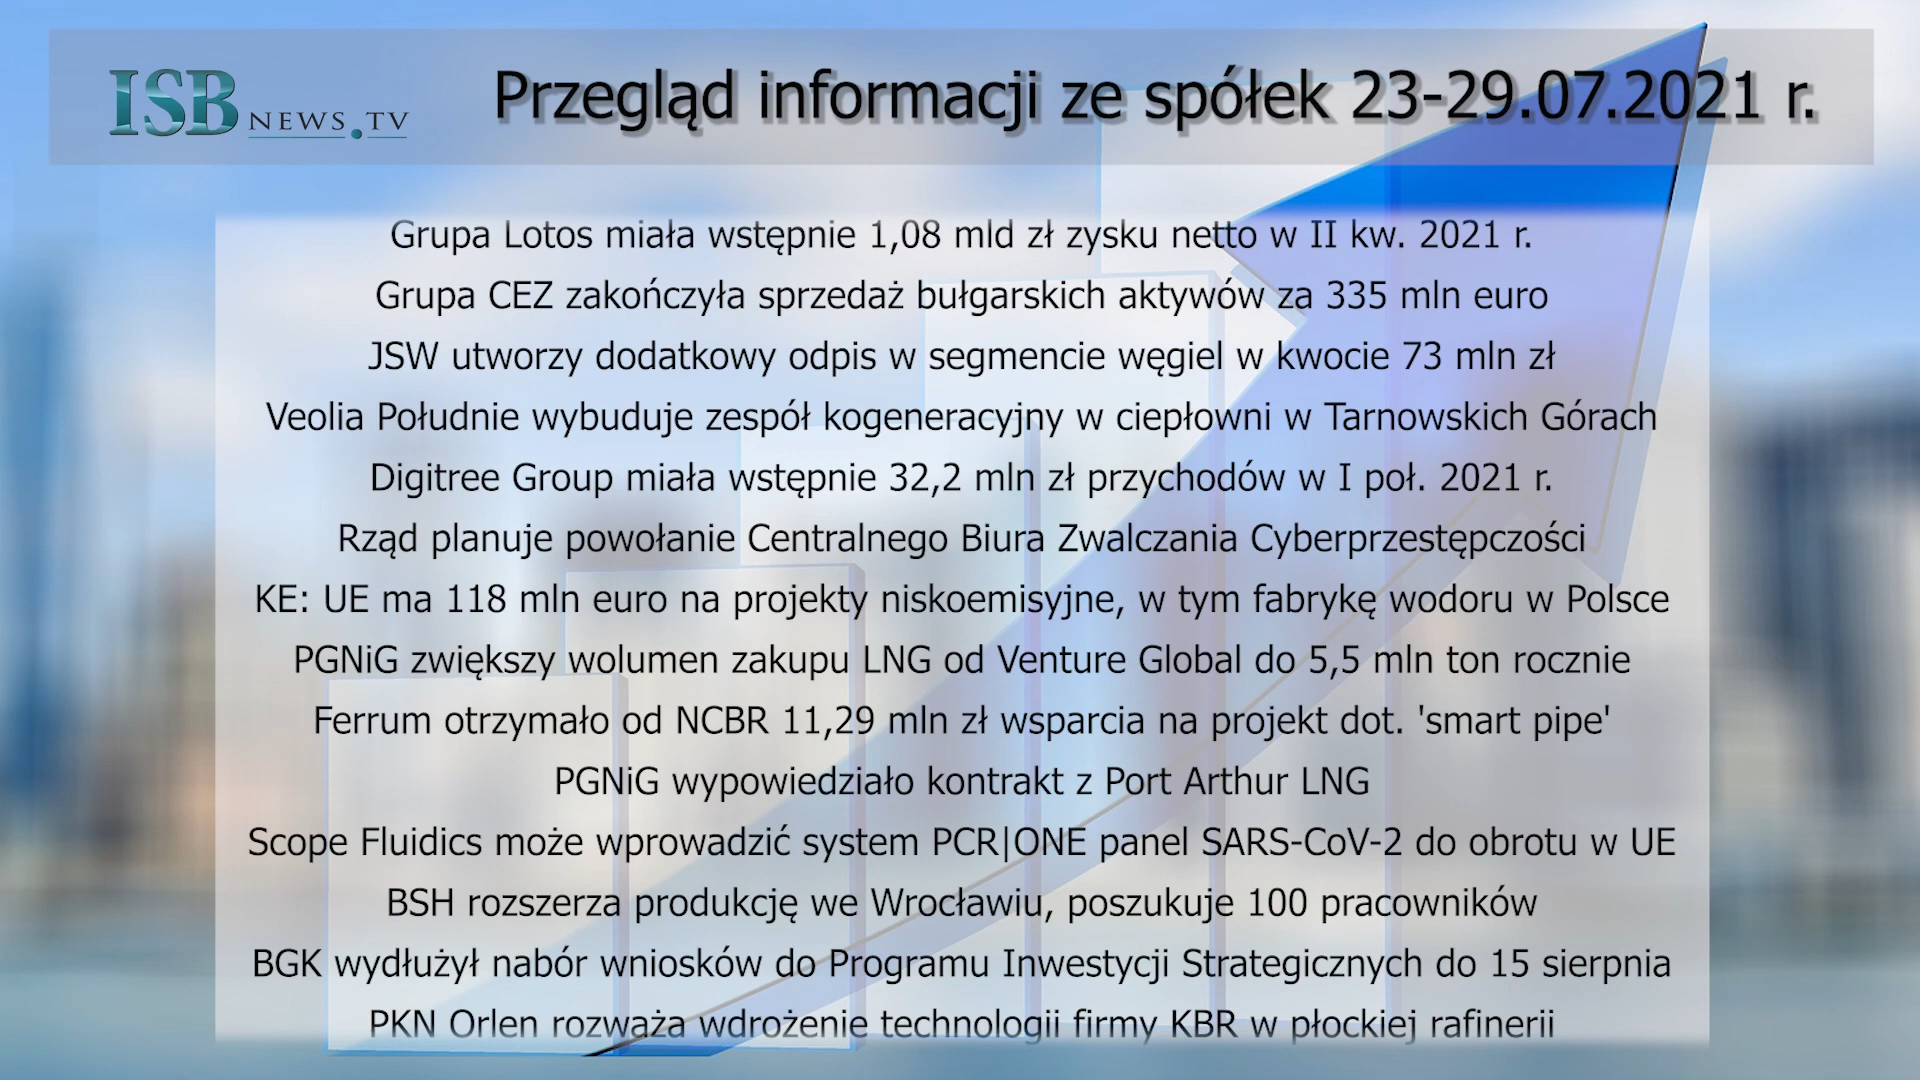 ISBNEWS.TV
Przegląd informacji ze spółek 23-29.07.2021 r.
Grupa Lotos miała wstępnie 1,08 mld zł zysku netto w II kw. 2021 r.
Grupa CEZ zakończyła sprzedaż bułgarskich aktywów za 335 mln euro
JSW utworzy dodatkowy odpis w segmencie węgiel w kwocie 73 mln zł
Veolia Południe wybuduje zespół kogeneracyjny w ciepłowni w Tarnowskich Górach
Digitree Group miała wstępnie 32,2 mln zł przychodów w I poł. 2021 r.
Rząd planuje powołanie Centralnego Biura Zwalczania Cyberprzestępczości
KE: UE ma 118 mln euro na projekty niskoemisyjne, w tym fabrykę wodoru w Polsce
PGNiG zwiększy wolumen zakupu LNG od Venture Global do 5,5 mln ton rocznie
Ferrum otrzymało od NCBR 11,29 mln zł wsparcia na projekt dot. 'smart pipe'
PGNiG wypowiedziało kontrakt z Port Arthur LNG
Scope Fluidics może wprowadzić system PCR|ONE panel SARS-CoV-2 do obrotu w UE
BSH rozszerza produkcję we Wrocławiu, poszukuje 100 pracowników
BGK wydłużył nabór wniosków do Programu Inwestycji Strategicznych do 15 sierpnia
PKN Orlen rozważa wdrożenie technologii firmy KBR w płockiej rafinerii